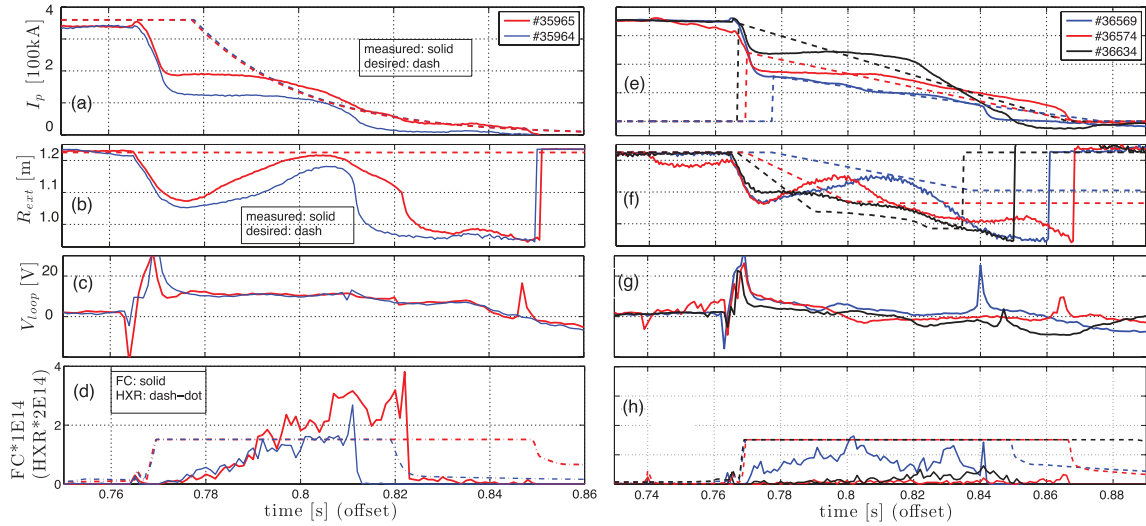 4
2
0
I_p [100kA]
(a)
measured: solid
desired: dash
#35965
#35964
1.2
1.0
R_ext [m]
(b)
measured: solid
desired: dash
20
0
V_loop [V]
(c)
4
2
0
FC*1E14
(HXR*2E14)
(d)
FC: solid
HXR: dash-dot
0.76
0.78
0.8
0.82
0.84
0.86
time [s] (offset)
(e)
#36569
#36574
#36634
(f)
(g)
(h)
0.74
0.76
0.78
0.8
0.82
0.84
0.86
0.88
time [s] (offset)